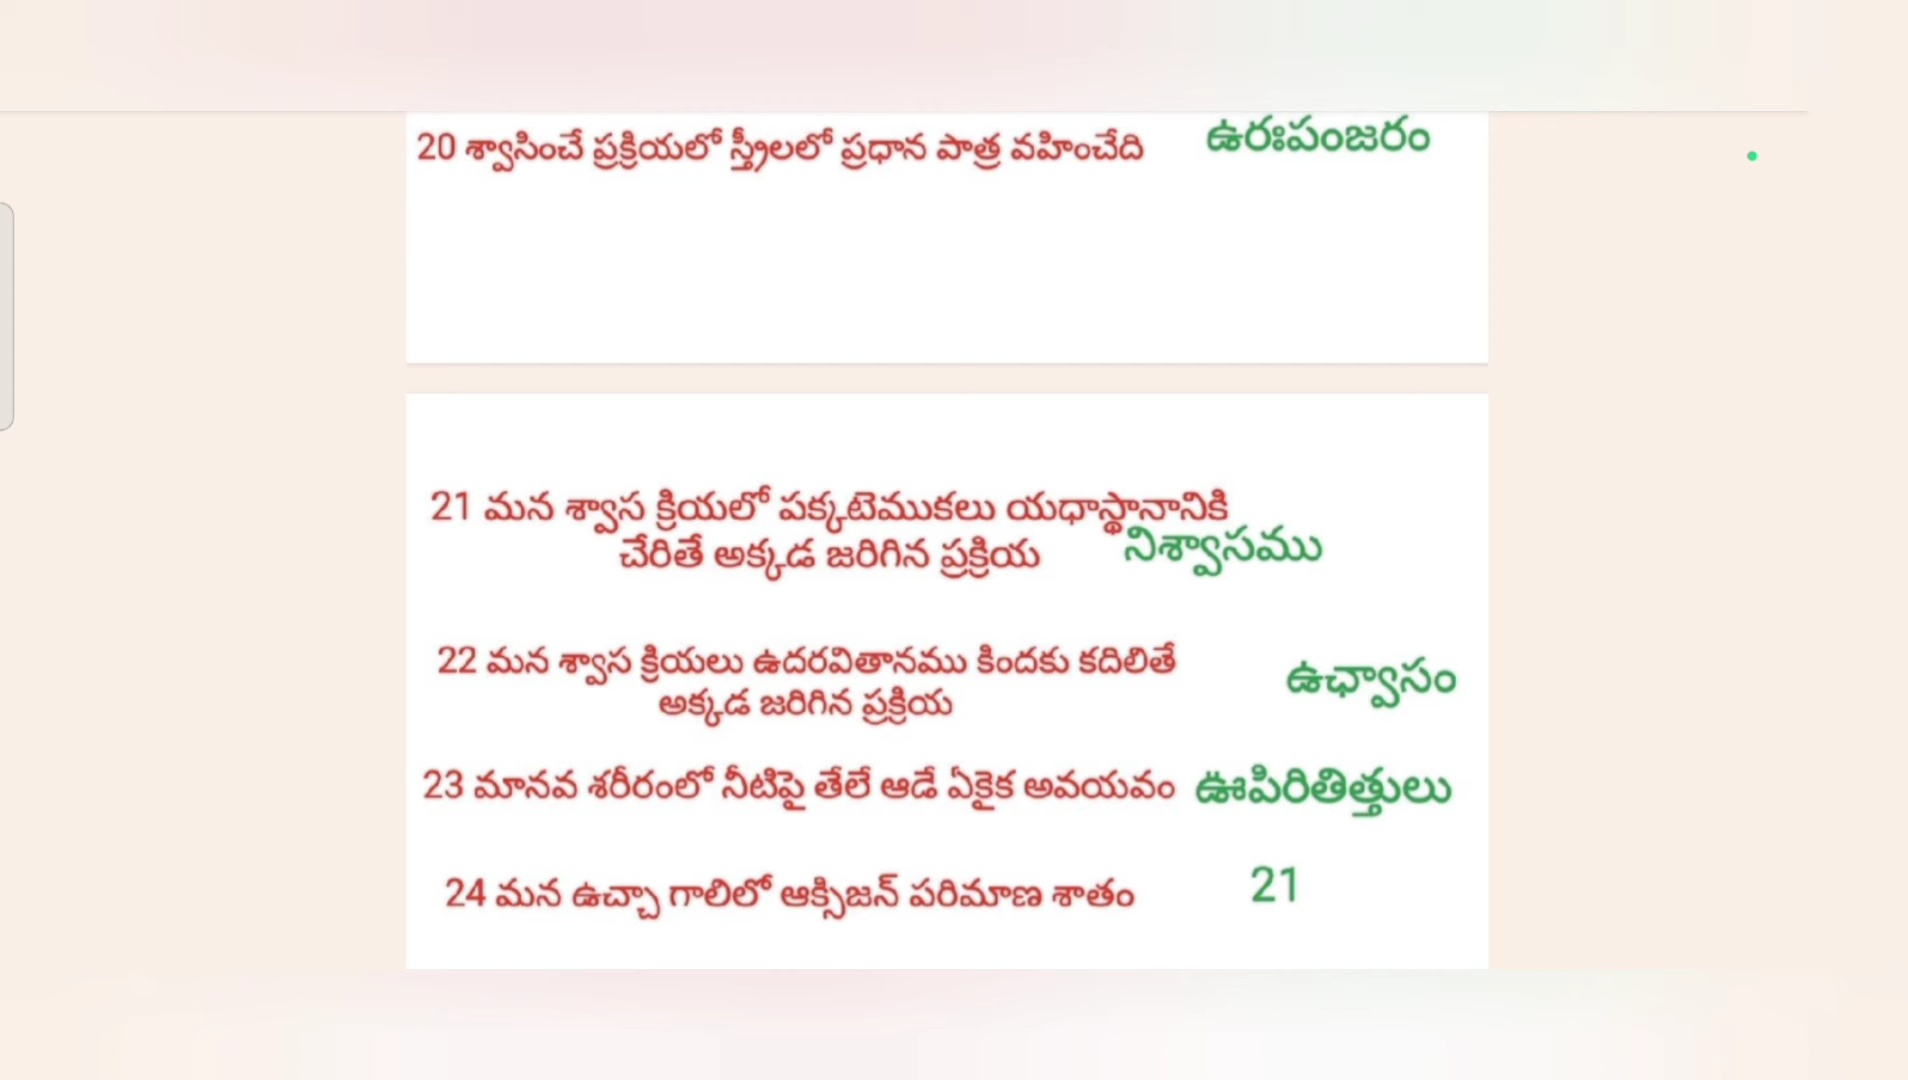 20 శ్వాసించే ప్రక్రియలో స్త్రీలలో ప్రధాన పాత్ర వహించేది ఉరఃపంజరం
21 మన శ్వాస క్రియలో పక్కటెముకలు యధాస్థానానికి
చేరితే అక్కడ జరిగిన ప్రక్రియ నిశ్వాసము
22 మన శ్వాస క్రియలు ఉదరవితానము కిందకు కదిలితే
అక్కడ జరిగిన ప్రక్రియ ఉఛ్వాసం
23 మానవ శరీరంలో నీటిపై తేలే ఆడే ఏకైక అవయవం ఊపిరితిత్తులు
24 మన ఉచ్చా గాలిలో ఆక్సిజన్ పరిమాణ శాతం 21